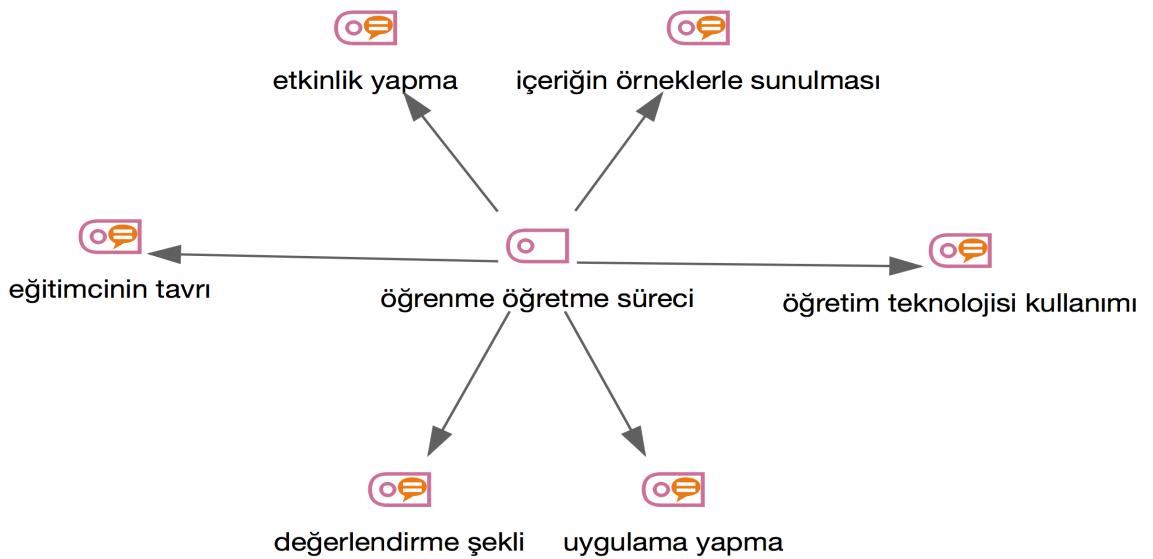 etkinlik yapma
içeriğin örneklerle sunulması
eğitimcinin tavrı
öğrenme öğretme süreci
öğretim teknolojisi kullanımı
değerlendirme şekli
uygulama yapma